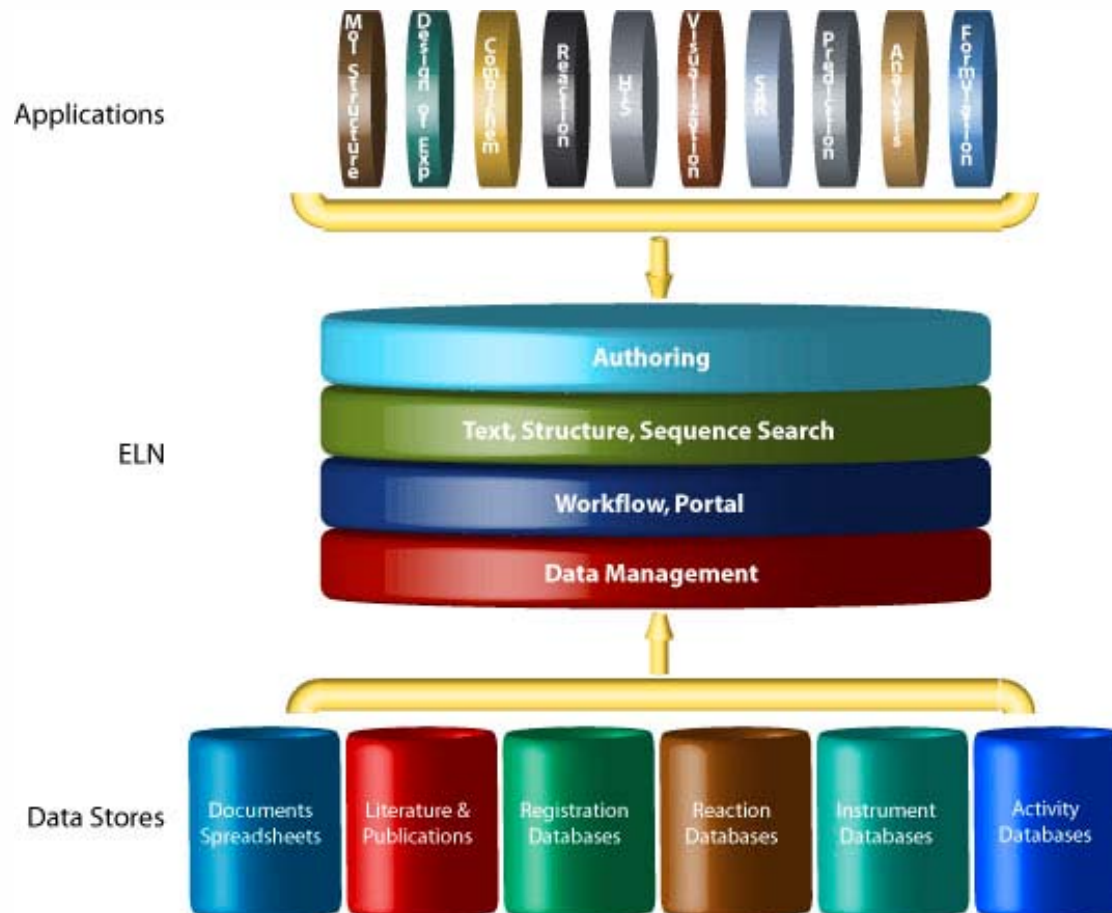 Applications
Mol Structure
Design of Exp
CombiChem
Reaction
HTS
Visualization
SAR
Prediction
Analysis
Formulation
ELN
Authoring
Text, Structure, Sequence Search
Workflow, Portal
Data Management
Data Stores
Documents
Spreadsheets
Literature &
Publications
Registration
Databases
Reaction
Databases
Instrument
Databases
Activity
Databases